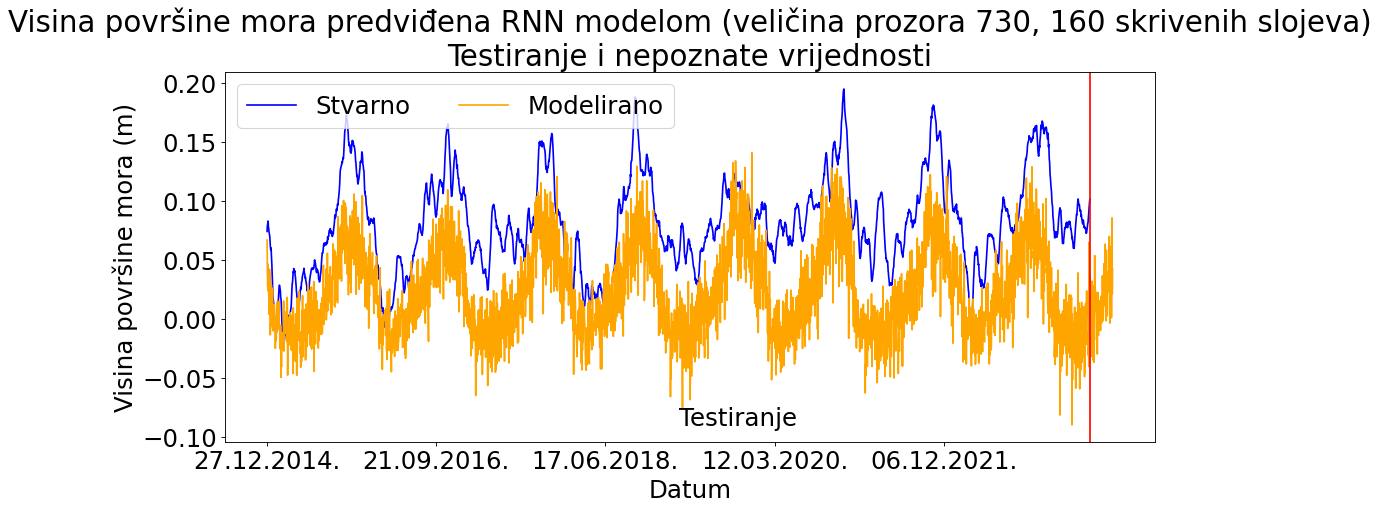 Visina površine mora predviđena RNN modelom (veličina prozora 730, 160 skrivenih slojeva)
Testiranje i nepoznate vrijednosti
Stvarno Modelirano
Visina površine mora (m)
0.20
0.15
0.10
0.05
0.00
−0.05
−0.10
Testiranje
27.12.2014. 21.09.2016. 17.06.2018. 12.03.2020. 06.12.2021.
Datum